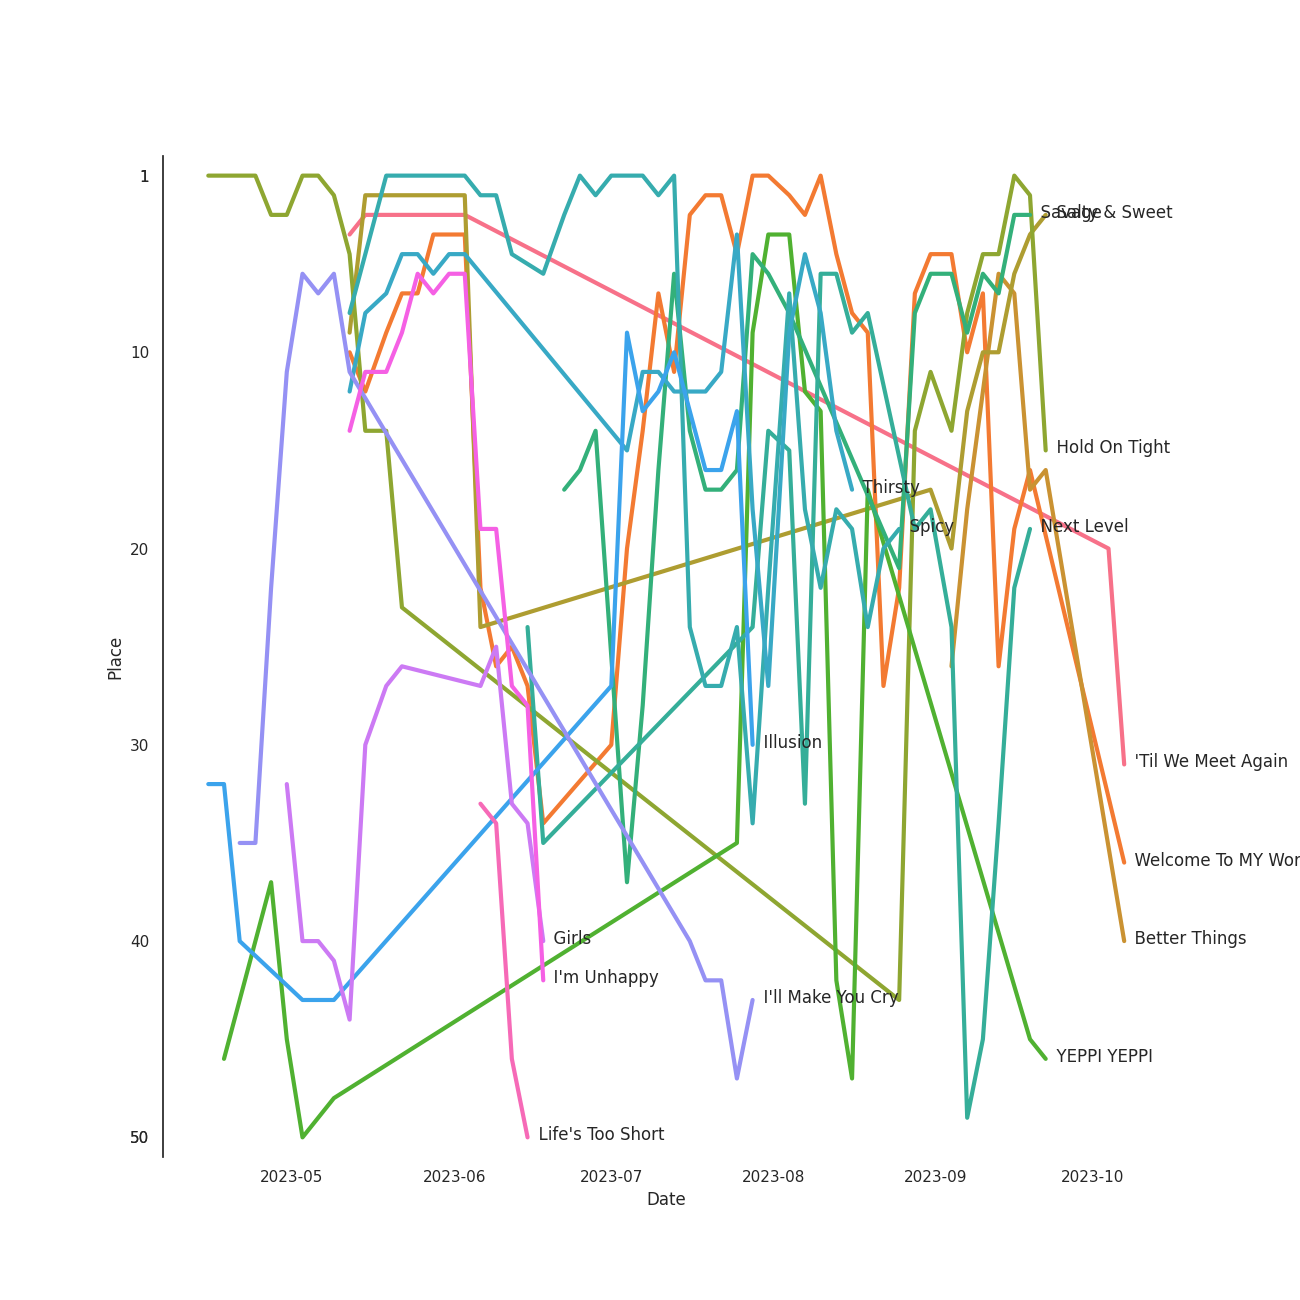 1
10
20
30
40
50
Place
2023-05
2023-06
2023-07
2023-08
2023-09
2023-10
Date
Savage
Salty & Sweet
Hold On Tight
Thirsty
Spicy
Next Level
Illusion
'Til We Meet Again
Welcome To MY Wor
Girls
Better Things
I'm Unhappy
I'll Make You Cry
YEPPI YEPPI
Life's Too Short